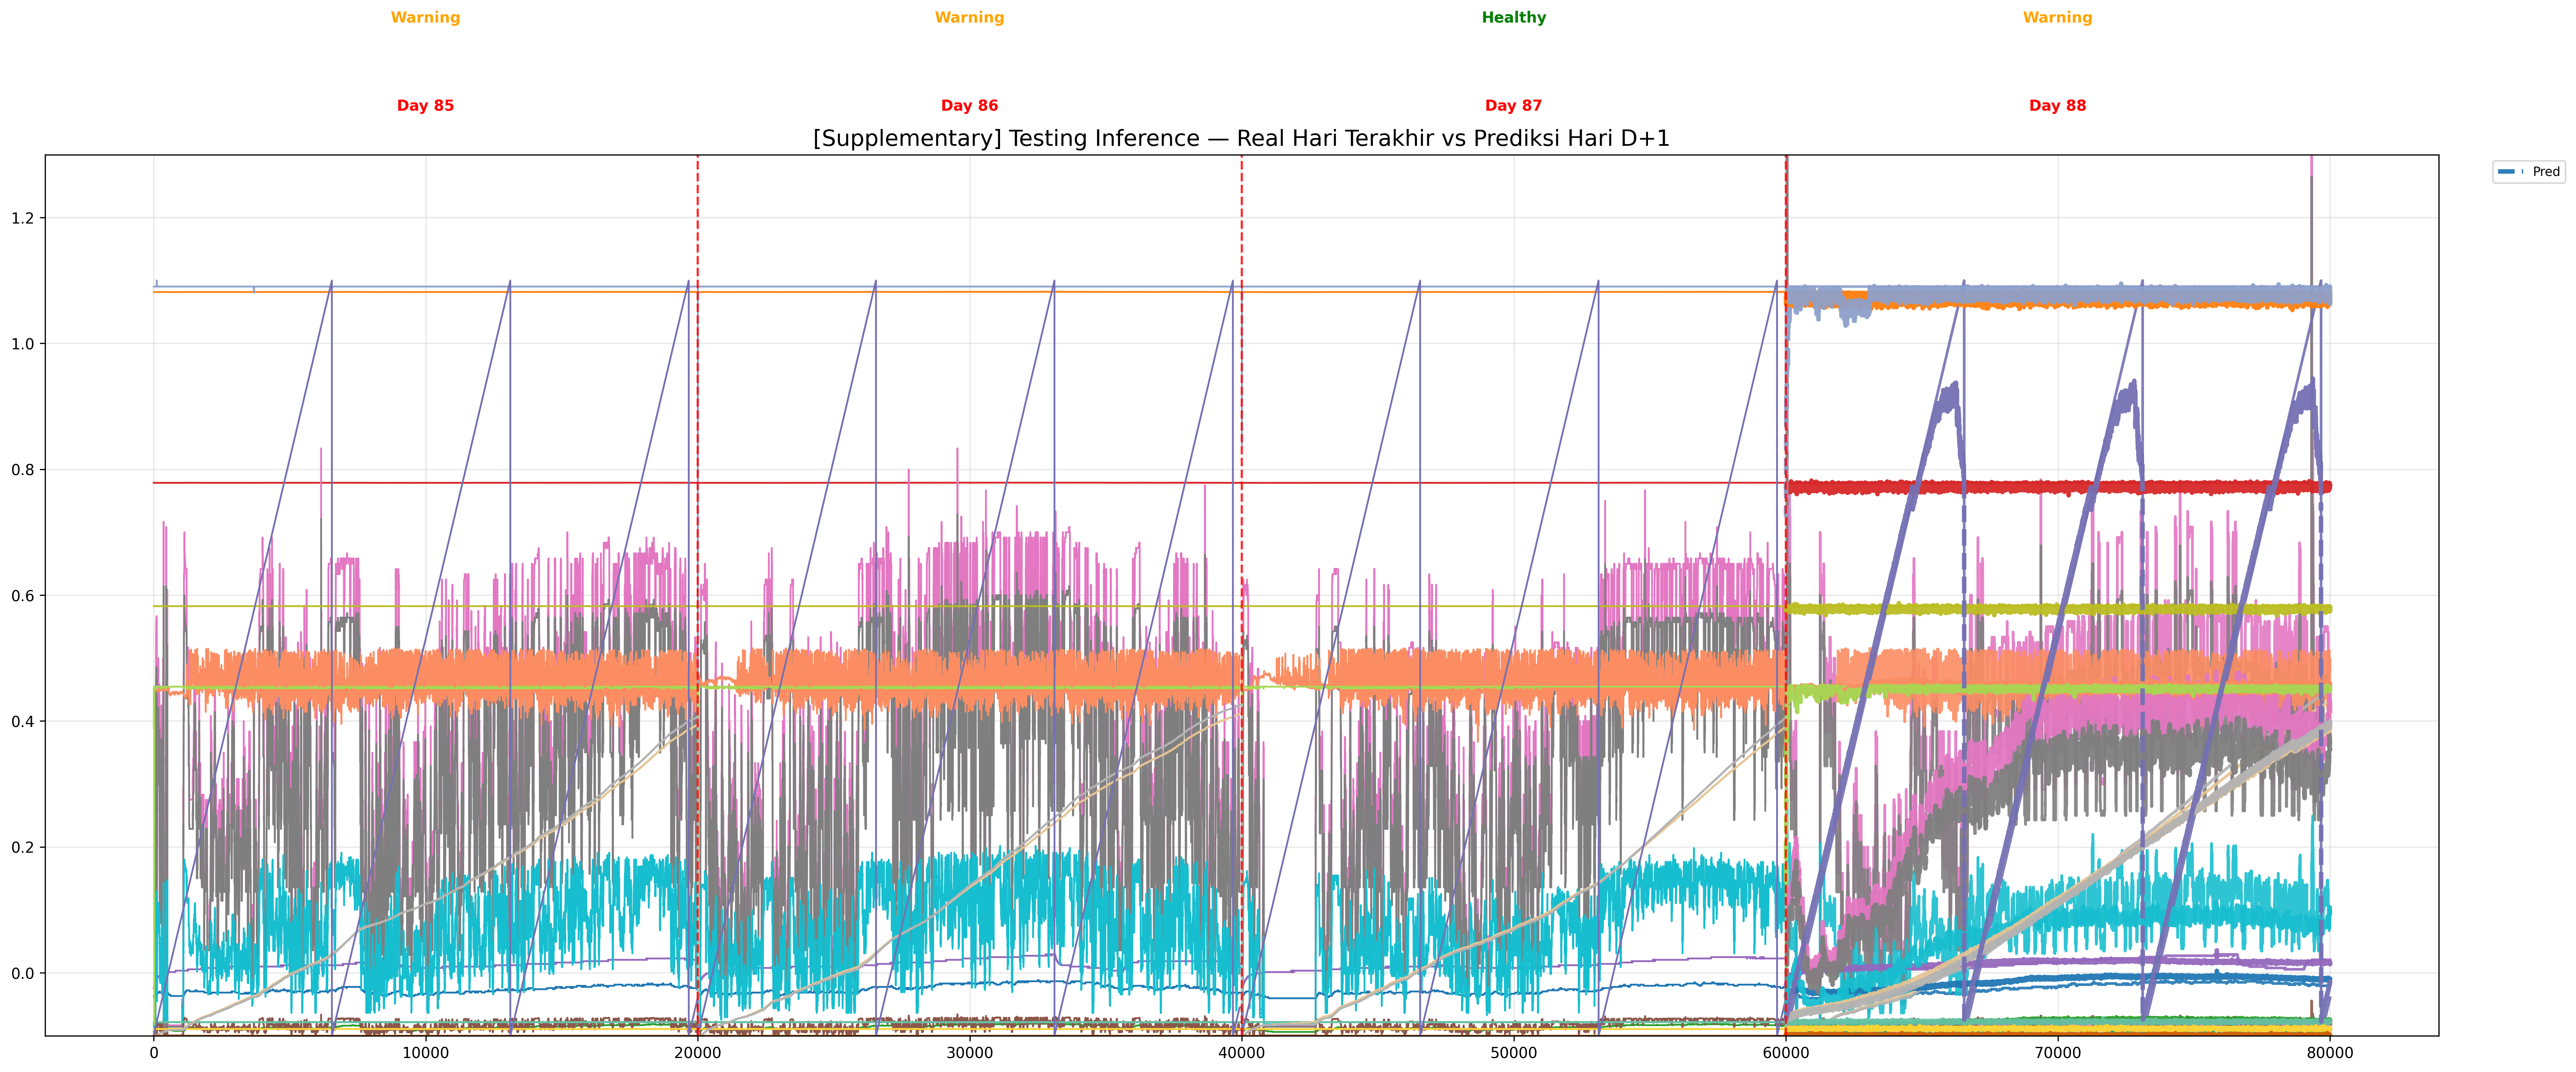 Warning Warning Healthy Warning
Day 85 Day 86 Day 87 Day 88
[Supplementary] Testing Inference — Real Hari Terakhir vs Prediksi Hari D+1
Pred
1.2
1.0
0.8
0.6
0.4
0.2
0.0
0 10000 20000 30000 40000 50000 60000 70000 80000